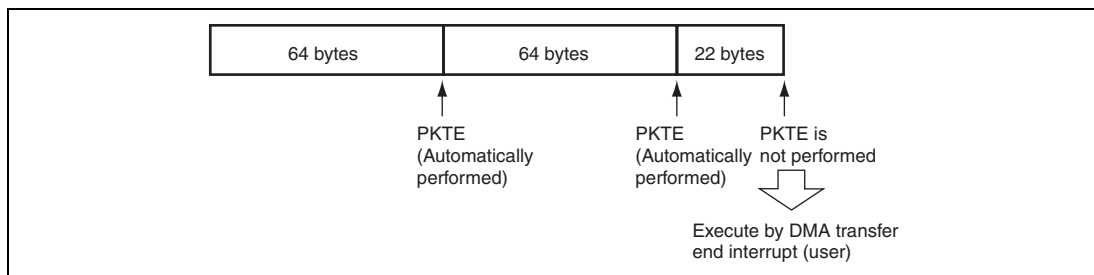 64 bytes
64 bytes
22 bytes
PKTE
(Automatically
performed)
PKTE
(Automatically
performed)
PKTE is
not performed
Execute by DMA transfer
end interrupt (user)